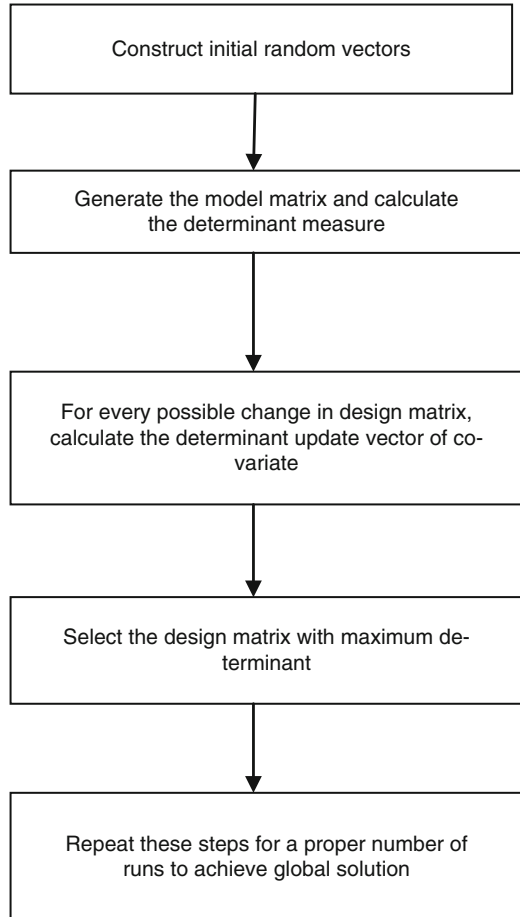 Construct initial random vectors
Generate the model matrix and calculate
the determinant measure
For every possible change in design matrix,
calculate the determinant update vector of co-
variate
Select the design matrix with maximum de-
terminant
Repeat these steps for a proper number of
runs to achieve global solution